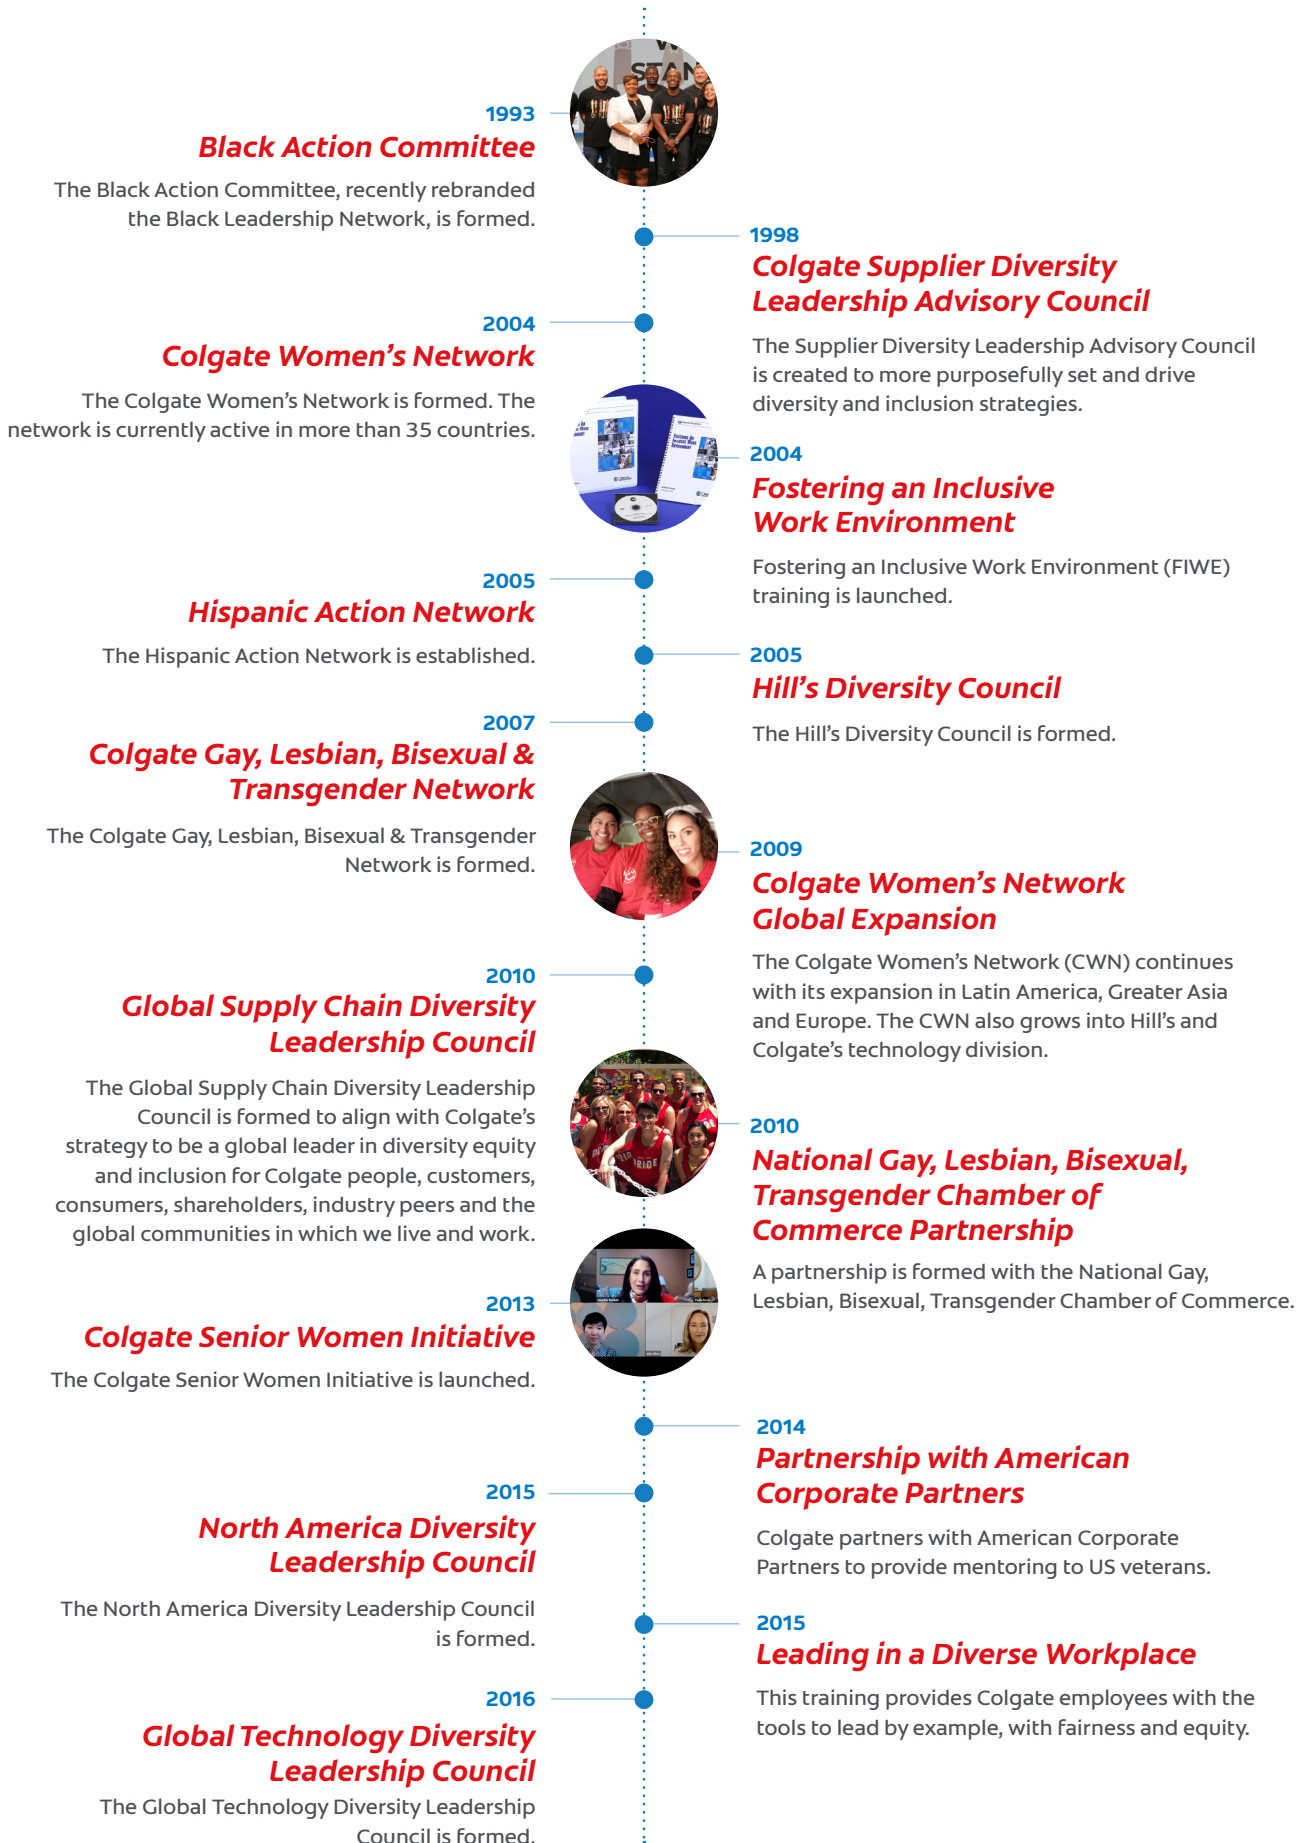 1993
Black Action Committee
The Black Action Committee, recently rebranded
the Black Leadership Network, is formed.
1998
Colgate Supplier Diversity
Leadership Advisory Council
The Supplier Diversity Leadership Advisory Council
is created to more purposefully set and drive
diversity and inclusion strategies.
2004
Colgate Women's Network
The Colgate Women's Network is formed. The
network is currently active in more than 35 countries.
2004
Fostering an Inclusive
Work Environment
Fostering an Inclusive Work Environment (FIWE)
training is launched.
2005
Hispanic Action Network
The Hispanic Action Network is established.
2005
Hill's Diversity Council
The Hill's Diversity Council is formed.
2007
Colgate Gay, Lesbian, Bisexual &
Transgender Network
The Colgate Gay, Lesbian, Bisexual & Transgender
Network is formed.
2009
Colgate Women's Network
Global Expansion
The Colgate Women's Network (CWN) continues
with its expansion in Latin America, Greater Asia
and Europe. The CWN also grows into Hill's and
Colgate's technology division.
2010
Global Supply Chain Diversity
Leadership Council
The Global Supply Chain Diversity Leadership
Council is formed to align with Colgate's
strategy to be a global leader in diversity equity
and inclusion for Colgate people, customers,
consumers, shareholders, industry peers and the
global communities in which we live and work.
PRIDE
2010
National Gay, Lesbian, Bisexual,
Transgender Chamber of
Commerce Partnership
A partnership is formed with the National Gay,
Lesbian, Bisexual, Transgender Chamber of Commerce.
2013
Colgate Senior Women Initiative
The Colgate Senior Women Initiative is launched.
2014
Partnership with American
Corporate Partners
Colgate partners with American Corporate
Partners to provide mentoring to US veterans.
2015
North America Diversity
Leadership Council
The North America Diversity Leadership Council
is formed.
2015
Leading in a Diverse Workplace
This training provides Colgate employees with the
tools to lead by example, with fairness and equity.
2016
Global Technology Diversity
Leadership Council
The Global Technology Diversity Leadership
Council is formed.